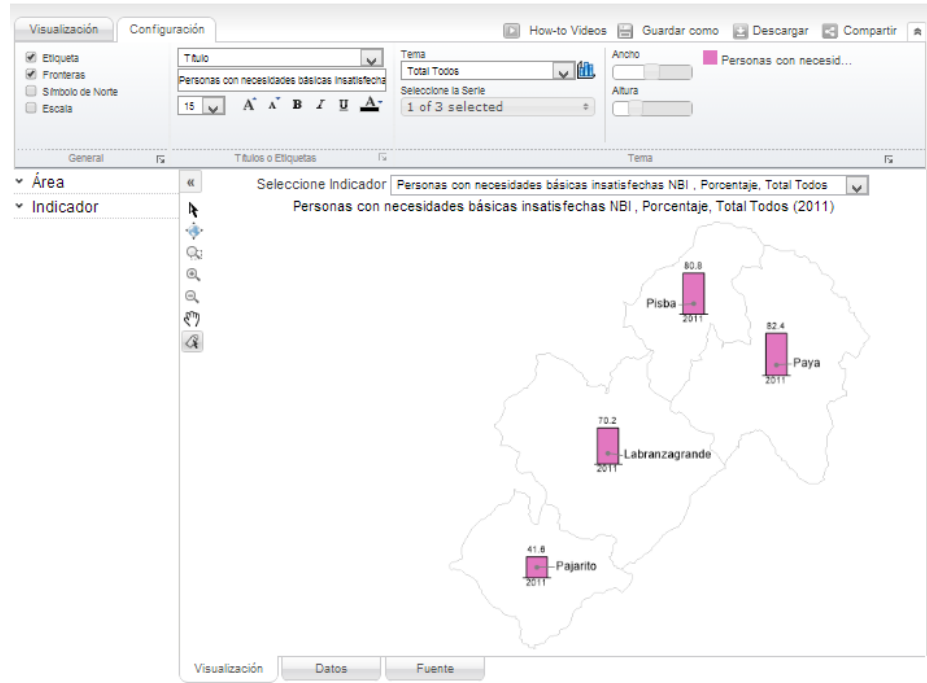 Visualización
Configuración
How-to Videos
Guardar como
Descargar
Compartir
Etiqueta
Fronteras
Símbolo de Norte
Escala
General
Título
Personas con necesidades básicas insatisfecha
15
A A B I U A
Títulos o Etiquetas
Tema
Total Todos
Seleccione la Serie
1 of 3 selected
Ancho
Altura
Personas con necesid...
Tema
Área
Indicador
Seleccione Indicador
Personas con necesidades básicas insatisfechas NBI , Porcentaje, Total Todos
Personas con necesidades básicas insatisfechas NBI , Porcentaje, Total Todos (2011)
80.8
Pisba
2011
82.4
Paya
2011
70.2
Labranzagrande
2011
41.6
Pajarito
2011
Visualización
Datos
Fuente